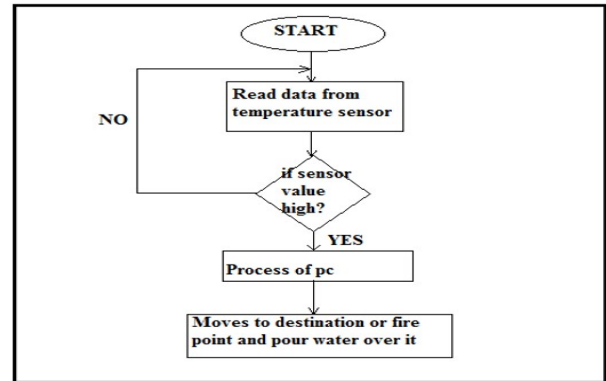 START
Read data from
temperature sensor
NO
if sensor
value
high?
YES
Process of pc
Moves to destination or fire
point and pour water over it